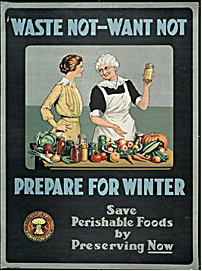 WASTE NOT–WANT NOT
PREPARE FOR WINTER
Save
Perishable Foods
by
Preserving Now